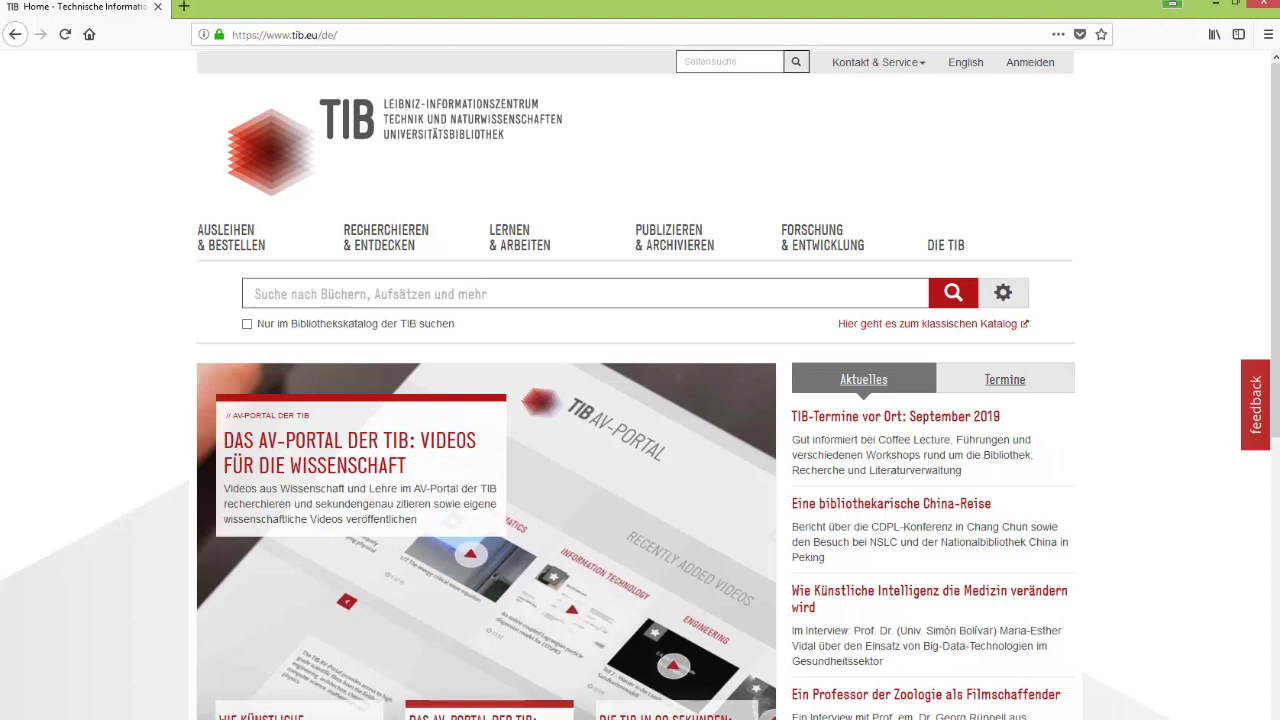 TIB Home - Technische Informatio
https://www.tib.eu/de/
Seitensuche
Kontakt & Service
English
Anmelden
TIB
LEIBNIZ-INFORMATIONSZENTRUM
TECHNIK UND NATURWISSENSCHAFTEN
UNIVERSITÄTSBIBLIOTHEK
AUSLEIHEN
& BESTELLEN
RECHERCHIEREN
& ENTDECKEN
LERNEN
& ARBEITEN
PUBLIZIEREN
& ARCHIVIEREN
FORSCHUNG
& ENTWICKLUNG
DIE TIB
Suche nach Büchern, Aufsätzen und mehr
Nur im Bibliothekskatalog der TIB suchen
Hier geht es zum klassischen Katalog
// AV-PORTAL DER TIB
DAS AV-PORTAL DER TIB: VIDEOS
FÜR DIE WISSENSCHAFT
Videos aus Wissenschaft und Lehre im AV-Portal der TIB
recherchieren und sekundengenau zitieren sowie eigene
wissenschaftliche Videos veröffentlichen
TIB AV-PORTAL
RECENTLY ADDED VIDEOS
INFORMATION TECHNOLOGY
ENGINEERING
Aktuelles
Termine
TIB-Termine vor Ort: September 2019
Gut informiert bei Coffee Lecture, Führungen und
verschiedenen Workshops rund um die Bibliothek,
Recherche und Literaturverwaltung
Eine bibliothekarische China-Reise
Bericht über die CDPL-Konferenz in Chang Chun sowie
den Besuch bei NSLC und der Nationalbibliothek China in
Peking
Wie Künstliche Intelligenz die Medizin verändern
wird
Im Interview: Prof. Dr. (Univ. Simón Bolívar) Maria-Esther
Vidal über den Einsatz von Big-Data-Technologien im
Gesundheitssektor
Ein Professor der Zoologie als Filmschaffender
Ein Interview mit Prof. em. Dr. Georg Rüppell aus
feedback
WIE KÜNSTLICHE
DAS AV-PORTAL DER TIB:
DIE TIB IN 90 SEKUNDEN: